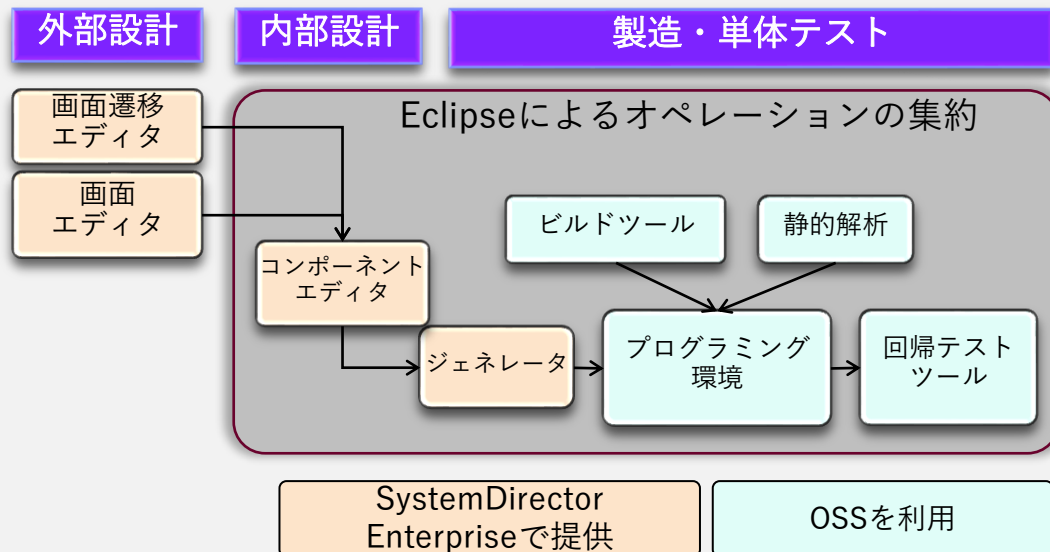 外部設計
内部設計
製造・単体テスト
画面遷移
エディタ
画面
エディタ
Eclipseによるオペレーションの集約
コンポーネント
エディタ
ジェネレータ
ビルドツール
静的解析
プログラミング
環境
回帰テスト
ツール
SystemDirector
Enterpriseで提供
OSSを利用